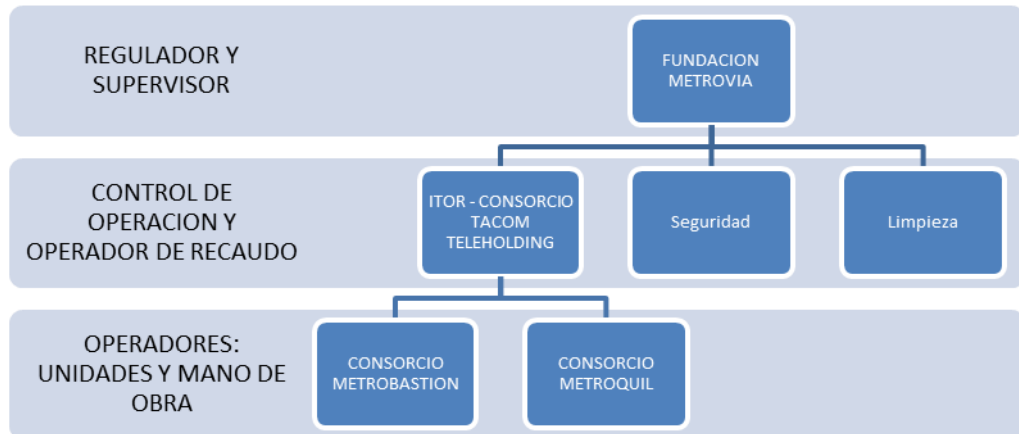 REGULADOR Y
SUPERVISOR
FUNDACION
METROVIA
CONTROL DE
OPERACION Y
OPERADOR DE RECAUDO
ITOR - CONSORCIO
TACOM
TELEHOLDING
Seguridad
Limpieza
OPERADORES:
UNIDADES Y MANO DE
OBRA
CONSORCIO
METROBASTION
CONSORCIO
METROQUIL